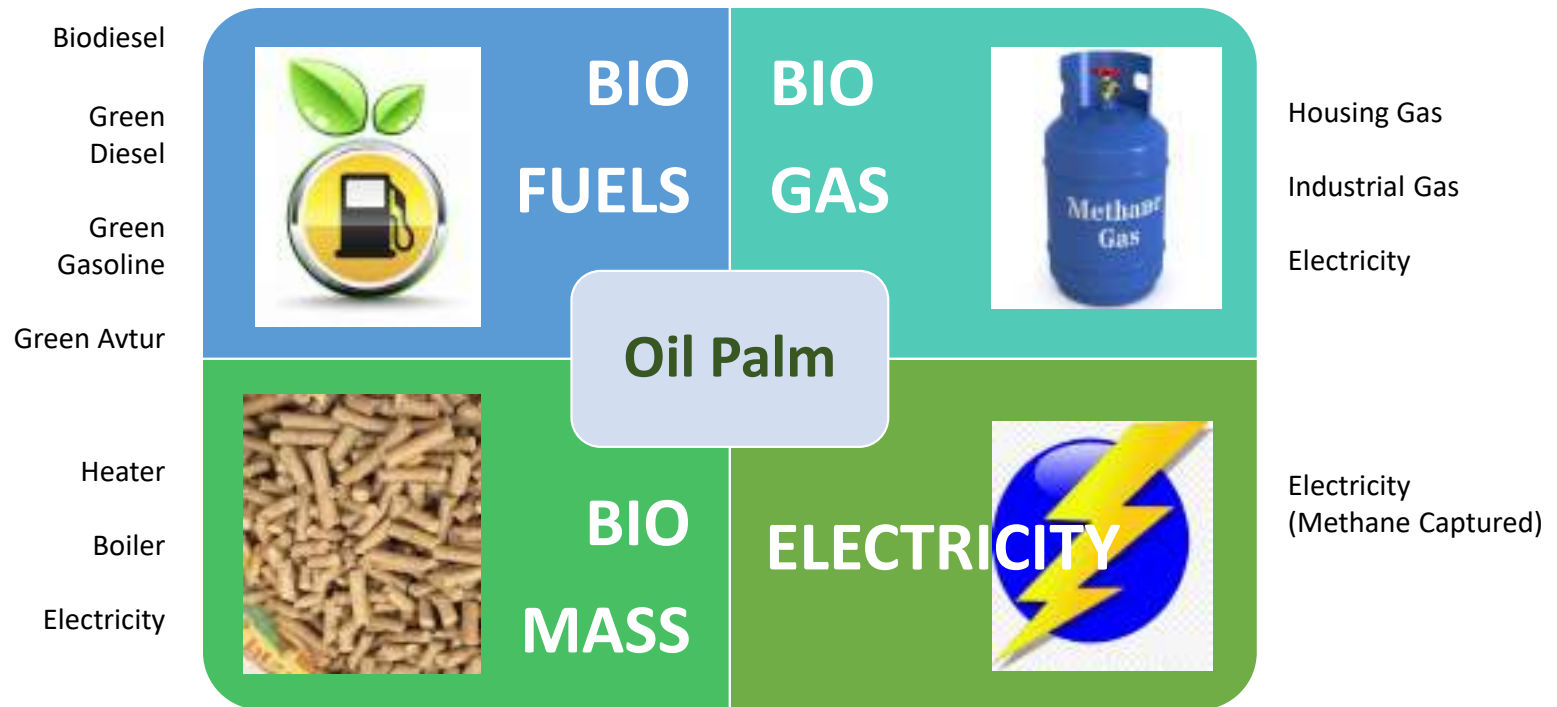 Biodiesel
Green
Diesel
Green
Gasoline
Green Avtur
BIO
FUELS
BIO
GAS
Methane
Gas
Housing Gas
Industrial Gas
Electricity
Oil Palm
Heater
Boiler
Electricity
BIO
MASS
ELECTRICITY
Electricity
(Methane Captured)